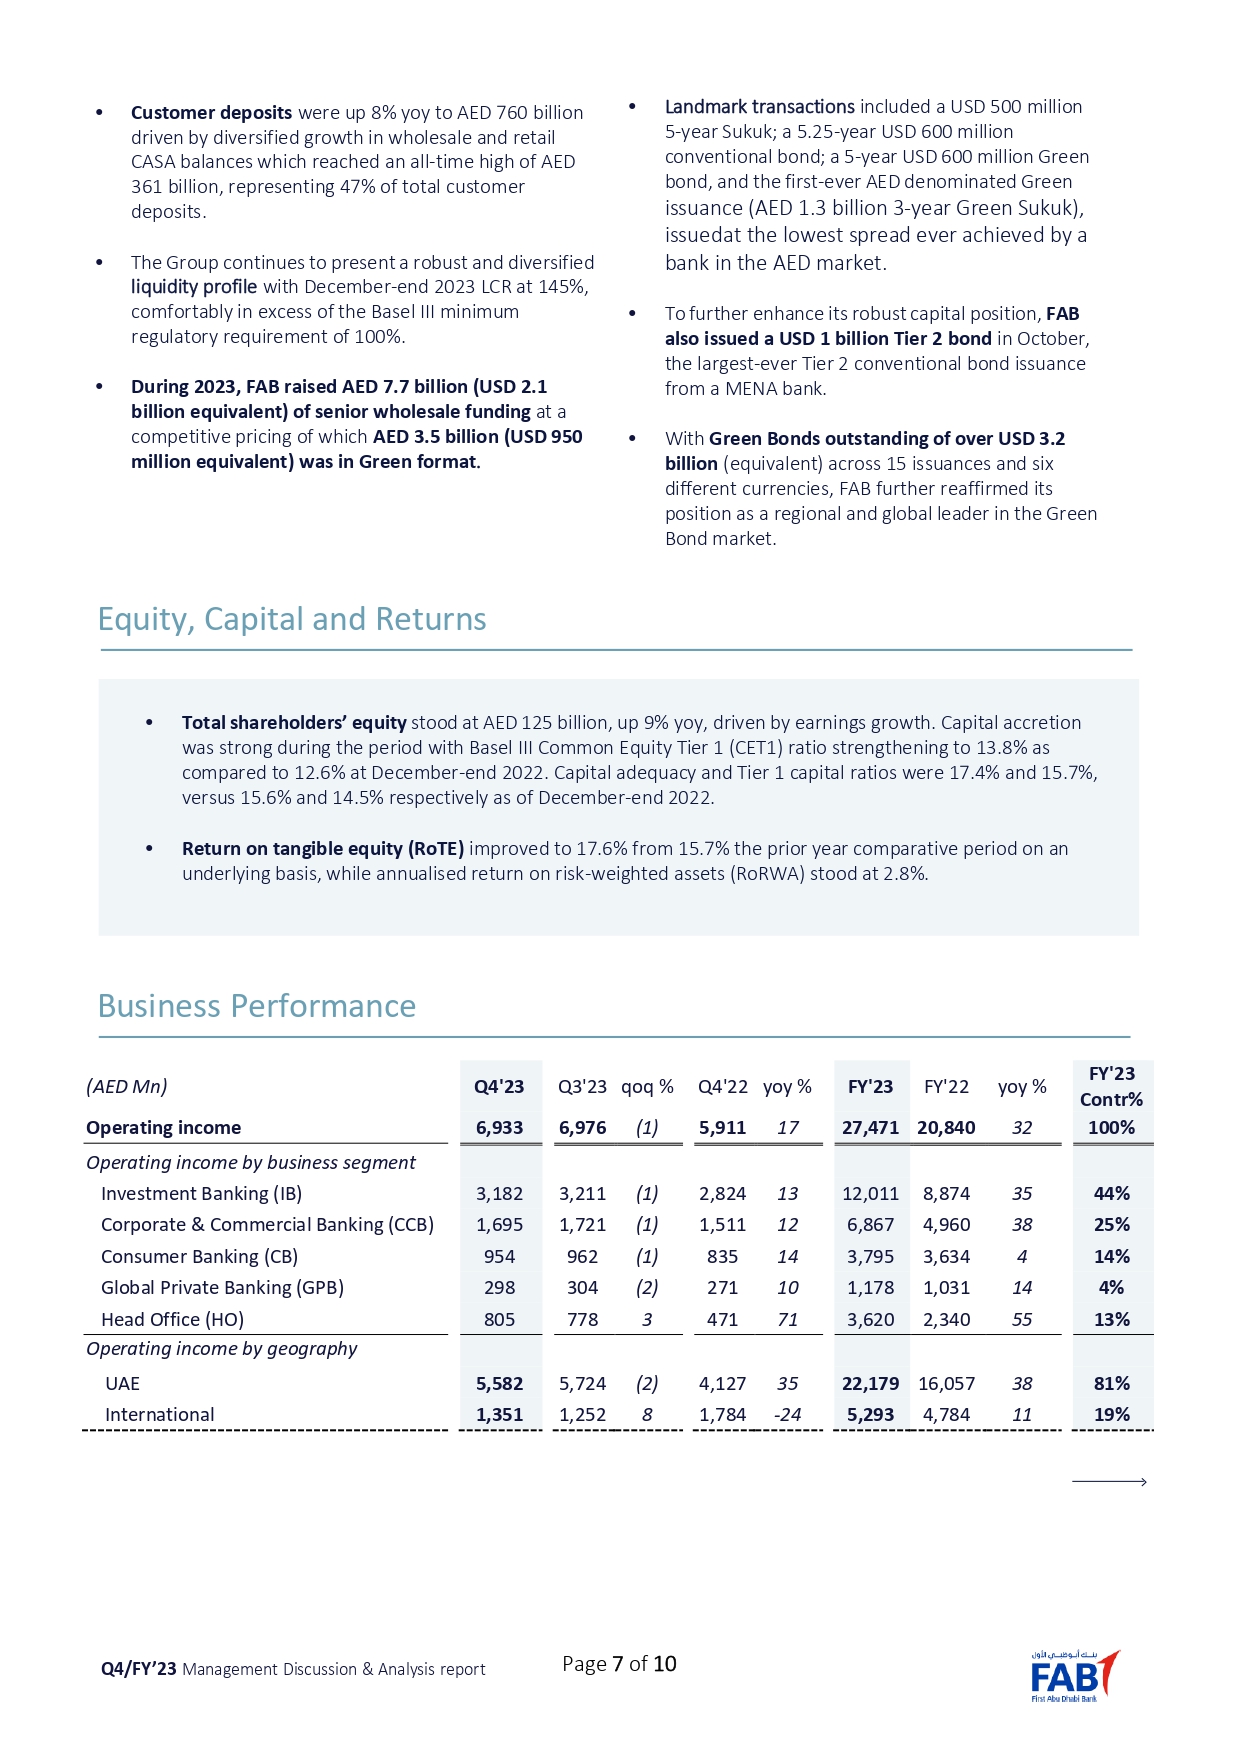 • Customer deposits were up 8% yoy to AED 760 billion
driven by diversified growth in wholesale and retail
CASA balances which reached an all-time high of AED
361 billion, representing 47% of total customer
deposits.
• The Group continues to present a robust and diversified
liquidity profile with December-end 2023 LCR at 145%,
comfortably in excess of the Basel III minimum
regulatory requirement of 100%.
• During 2023, FAB raised AED 7.7 billion (USD 2.1
billion equivalent) of senior wholesale funding at a
competitive pricing of which AED 3.5 billion (USD 950
million equivalent) was in Green format.
• Landmark transactions included a USD 500 million
5-year Sukuk; a 5.25-year USD 600 million
conventional bond; a 5-year USD 600 million Green
bond, and the first-ever AED denominated Green
issuance (AED 1.3 billion 3-year Green Sukuk),
issuedat the lowest spread ever achieved by a
bank in the AED market.
• To further enhance its robust capital position, FAB
also issued a USD 1 billion Tier 2 bond in October,
the largest-ever Tier 2 conventional bond issuance
from a MENA bank.
• With Green Bonds outstanding of over USD 3.2
billion (equivalent) across 15 issuances and six
different currencies, FAB further reaffirmed its
position as a regional and global leader in the Green
Bond market.
Equity, Capital and Returns
• Total shareholders’ equity stood at AED 125 billion, up 9% yoy, driven by earnings growth. Capital accretion
was strong during the period with Basel III Common Equity Tier 1 (CET1) ratio strengthening to 13.8% as
compared to 12.6% at December-end 2022. Capital adequacy and Tier 1 capital ratios were 17.4% and 15.7%,
versus 15.6% and 14.5% respectively as of December-end 2022.
• Return on tangible equity (RoTE) improved to 17.6% from 15.7% the prior year comparative period on an
underlying basis, while annualised return on risk-weighted assets (RoRWA) stood at 2.8%.
Business Performance
(AED Mn) Q4'23 Q3'23 qoq % Q4'22 yoy % FY'23 FY'22 yoy % FY'23 Contr%
Operating income 6,933 6,976 (1) 5,911 17 27,471 20,840 32 100%
Operating income by business segment
Investment Banking (IB) 3,182 3,211 (1) 2,824 13 12,011 8,874 35 44%
Corporate & Commercial Banking (CCB) 1,695 1,721 (1) 1,511 12 6,867 4,960 38 25%
Consumer Banking (CB) 954 962 (1) 835 14 3,795 3,634 4 14%
Global Private Banking (GPB) 298 304 (2) 271 10 1,178 1,031 14 4%
Head Office (HO) 805 778 3 471 71 3,620 2,340 55 13%
Operating income by geography
UAE 5,582 5,724 (2) 4,127 35 22,179 16,057 38 81%
International 1,351 1,252 8 1,784 -24 5,293 4,784 11 19%
Q4/FY’23 Management Discussion & Analysis report Page 7 of 10
بنك أبوظبي الأول
FAB
First Abu Dhabi Bank